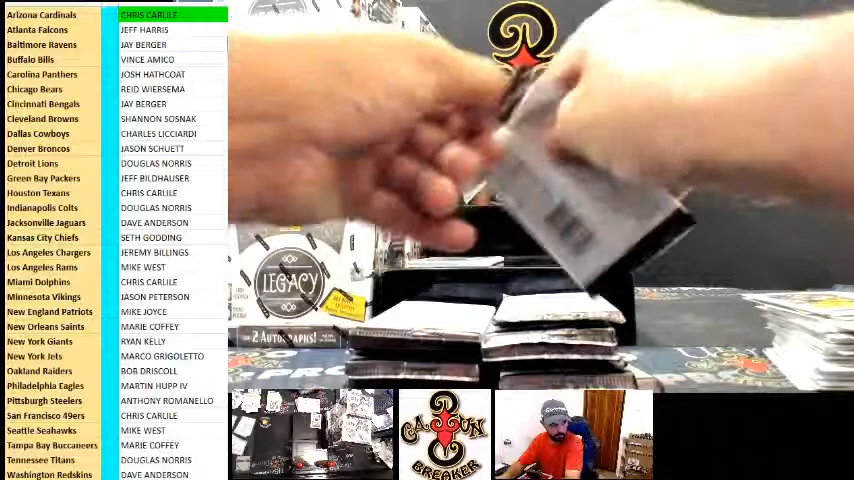 Arizona Cardinals CHRIS CARLILE
Atlanta Falcons JEFF HARRIS
Baltimore Ravens JAY BERGER
Buffalo Bills VINCE AMICO
Carolina Panthers JOSH HATHCOAT
Chicago Bears REID WIERSEMA
Cincinnati Bengals JAY BERGER
Cleveland Browns SHANNON SOSNAK
Dallas Cowboys CHARLES LICCIARDI
Denver Broncos JASON SCHUETT
Detroit Lions DOUGLAS NORRIS
Green Bay Packers JEFF BILDHAUSER
Houston Texans CHRIS CARLILE
Indianapolis Colts DOUGLAS NORRIS
Jacksonville Jaguars DAVE ANDERSON
Kansas City Chiefs SETH GODDING
Los Angeles Chargers JEREMY BILLINGS
Los Angeles Rams MIKE WEST
Miami Dolphins CHRIS CARLILE
Minnesota Vikings JASON PETERSON
New England Patriots MIKE JOYCE
New Orleans Saints MARIE COFFEY
New York Giants RYAN KELLY
New York Jets MARCO GRIGOLETTO
Oakland Raiders BOB DRISCOLL
Philadelphia Eagles MARTIN HUPP IV
Pittsburgh Steelers ANTHONY ROMANELLO
San Francisco 49ers CHRIS CARLILE
Seattle Seahawks MIKE WEST
Tampa Bay Buccaneers MARIE COFFEY
Tennessee Titans DOUGLAS NORRIS
Washington Redskins DAVE ANDERSON
LEGACY
2 AUTOGRAPHS!
CAJUN
BREAKER